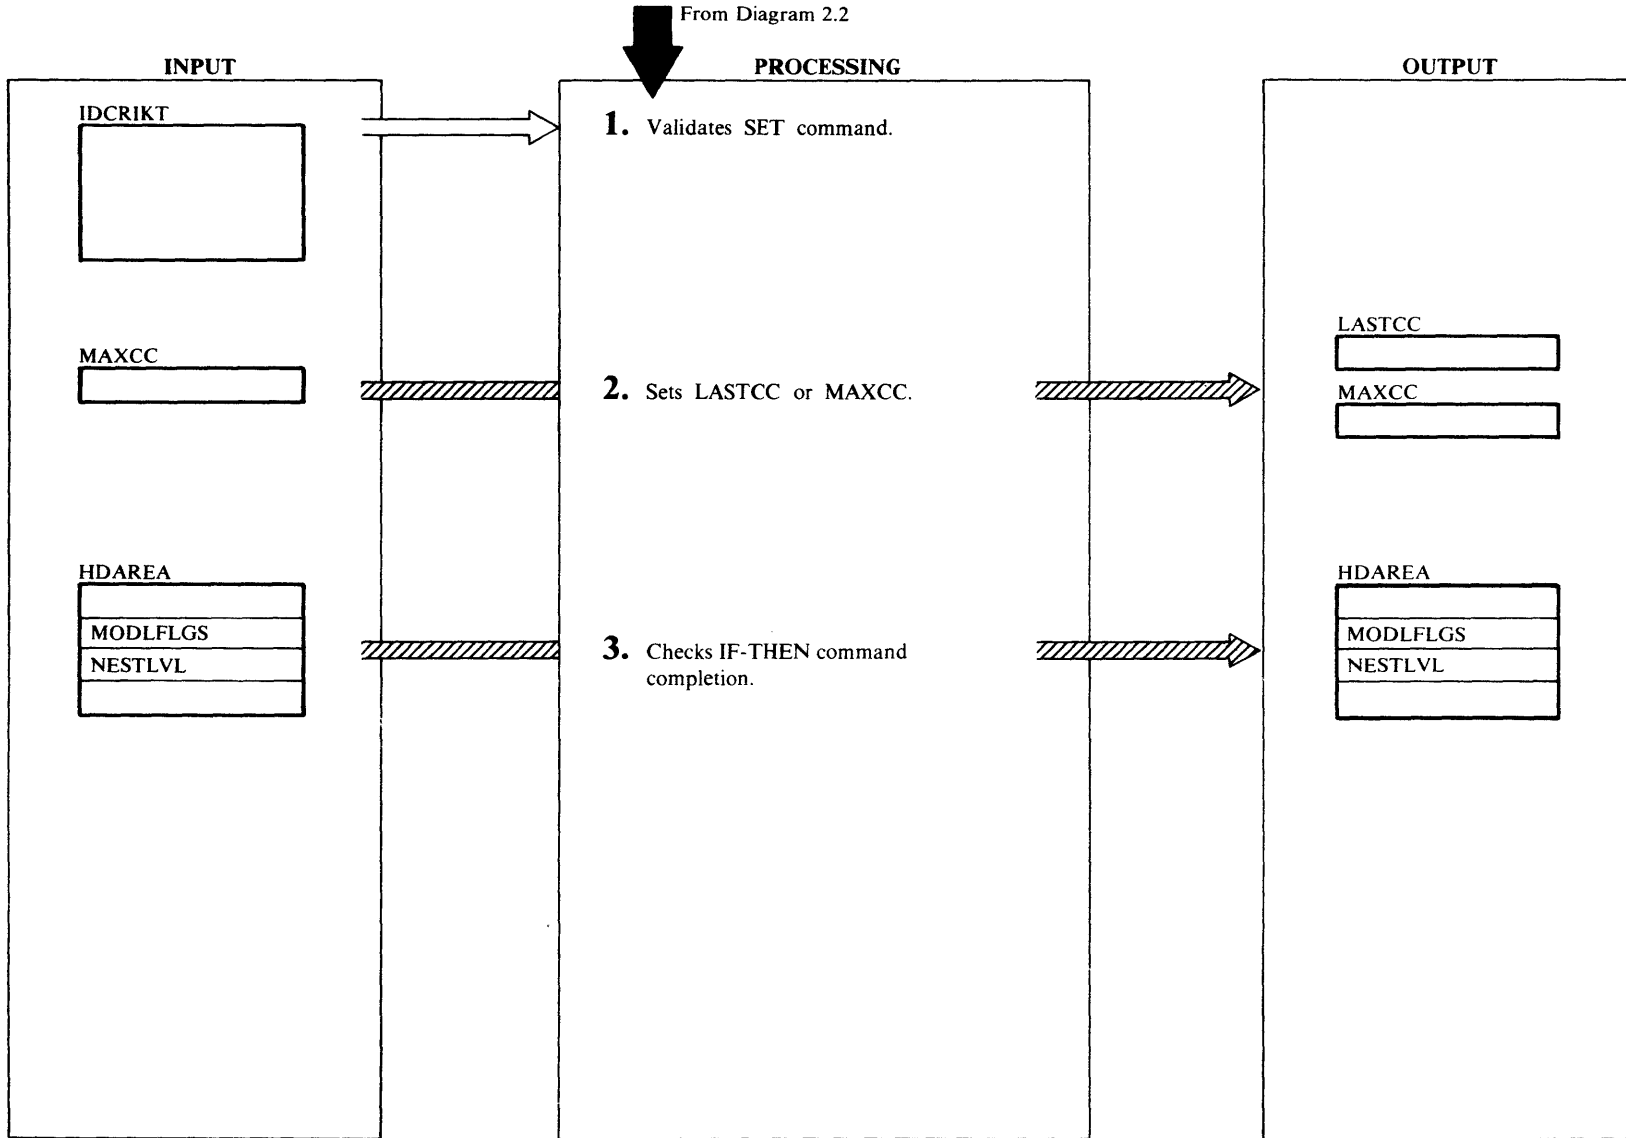 From Diagram 2.2
INPUT
PROCESSING
OUTPUT
IDCRIKT
1. Validates SET command.
LASTCC
MAXCC
2. Sets LASTCC or MAXCC.
MAXCC
HDAREA
HDAREA
MODLFLGS
NESTLVL
3. Checks IF-THEN command
completion.
MODLFLGS
NESTLVL